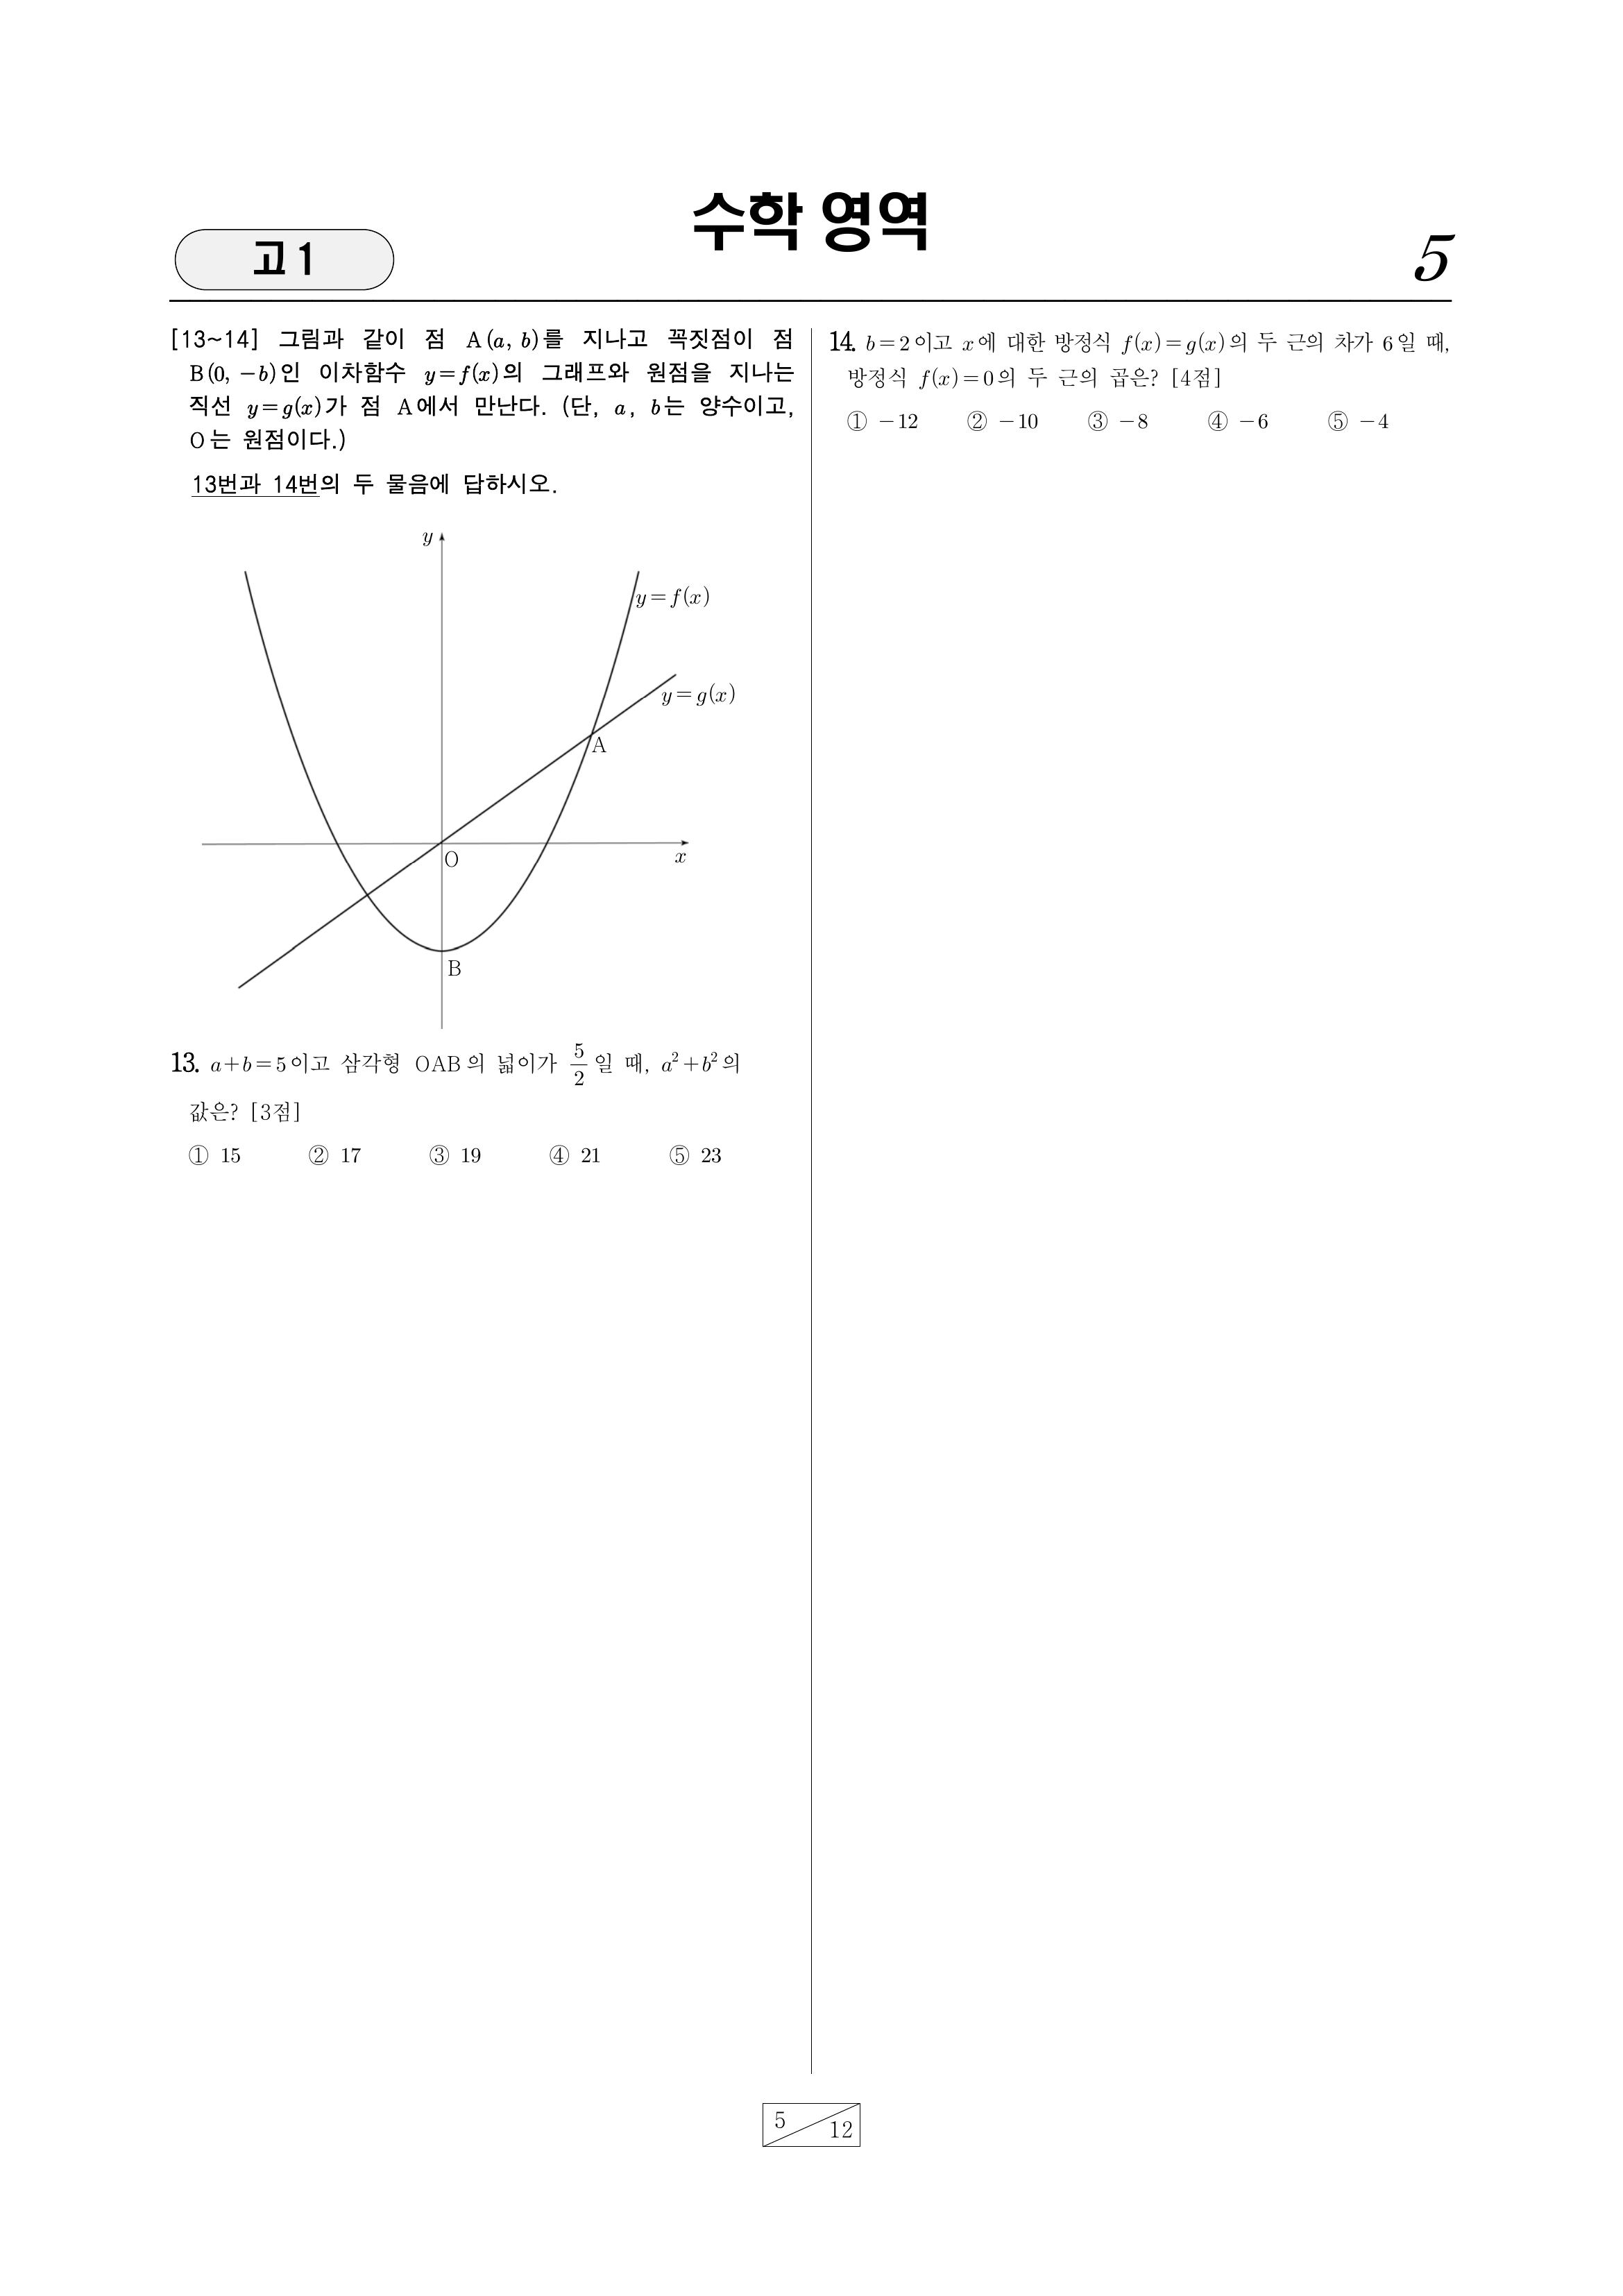 수학 영역
고 1
5
[13~14] 그림과 같이 점 A(a, b)를 지나고 꼭짓점이 점
B(0, −b)인 이차함수 y=f(x)의 그래프와 원점을 지나는
직선 y=g(x)가 점 A에서 만난다. (단, a, b는 양수이고,
O는 원점이다.)
13번과 14번의 두 물음에 답하시오.
y
y=f(x)
y=g(x)
A
O
x
B
13. a+b=5이고 삼각형 OAB의 넓이가 5/2일 때, a²+b²의
값은? [3점]
① 15 ② 17 ③ 19 ④ 21 ⑤ 23
14. b=2이고 x에 대한 방정식 f(x)=g(x)의 두 근의 차가 6일 때,
방정식 f(x)=0의 두 근의 곱은? [4점]
① −12 ② −10 ③ −8 ④ −6 ⑤ −4
5
12